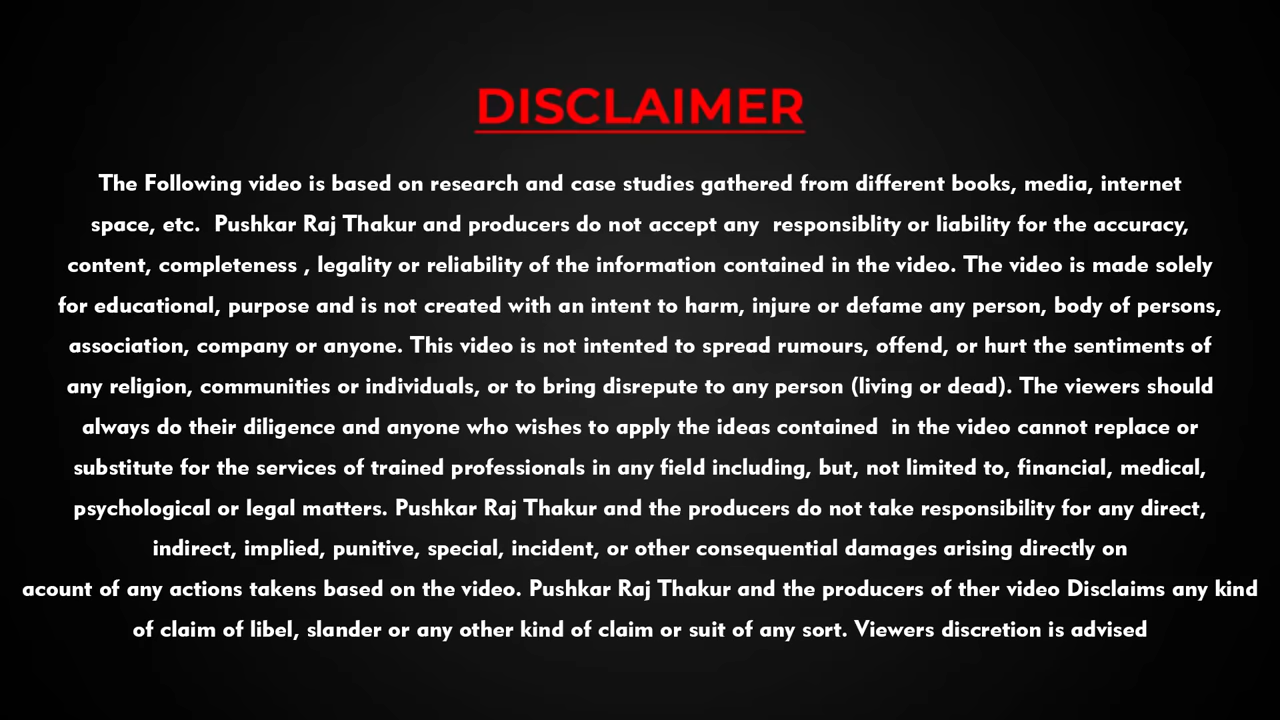 DISCLAIMER
The Following video is based on research and case studies gathered from different books, media, internet
space, etc.  Pushkar Raj Thakur and producers do not accept any  responsiblity or liability for the accuracy,
content, completeness , legality or reliability of the information contained in the video. The video is made solely
for educational, purpose and is not created with an intent to harm, injure or defame any person, body of persons,
association, company or anyone. This video is not intented to spread rumours, offend, or hurt the sentiments of
any religion, communities or individuals, or to bring disrepute to any person (living or dead). The viewers should
always do their diligence and anyone who wishes to apply the ideas contained  in the video cannot replace or
substitute for the services of trained professionals in any field including, but, not limited to, financial, medical,
psychological or legal matters. Pushkar Raj Thakur and the producers do not take responsibility for any direct,
indirect, implied, punitive, special, incident, or other consequential damages arising directly on
acount of any actions takens based on the video. Pushkar Raj Thakur and the producers of ther video Disclaims any kind
of claim of libel, slander or any other kind of claim or suit of any sort. Viewers discretion is advised